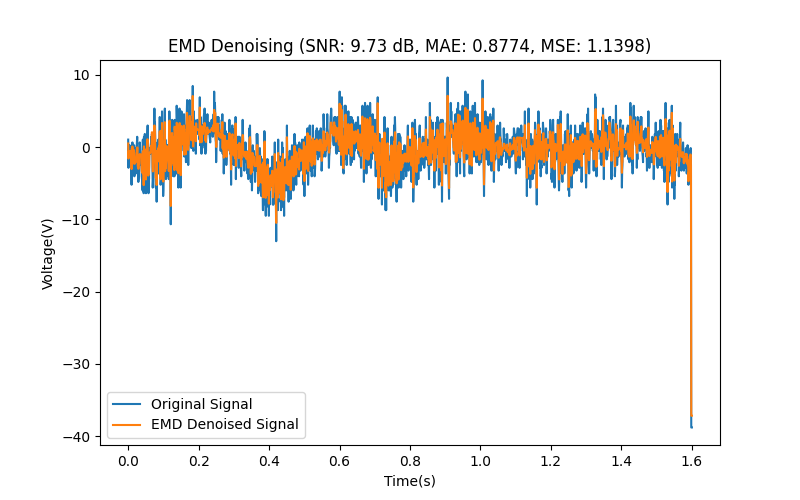 EMD Denoising (SNR: 9.73 dB, MAE: 0.8774, MSE: 1.1398)
10
0
−10
−20
−30
−40
Voltage(V)
Original Signal
EMD Denoised Signal
0.0 0.2 0.4 0.6 0.8 1.0 1.2 1.4 1.6
Time(s)